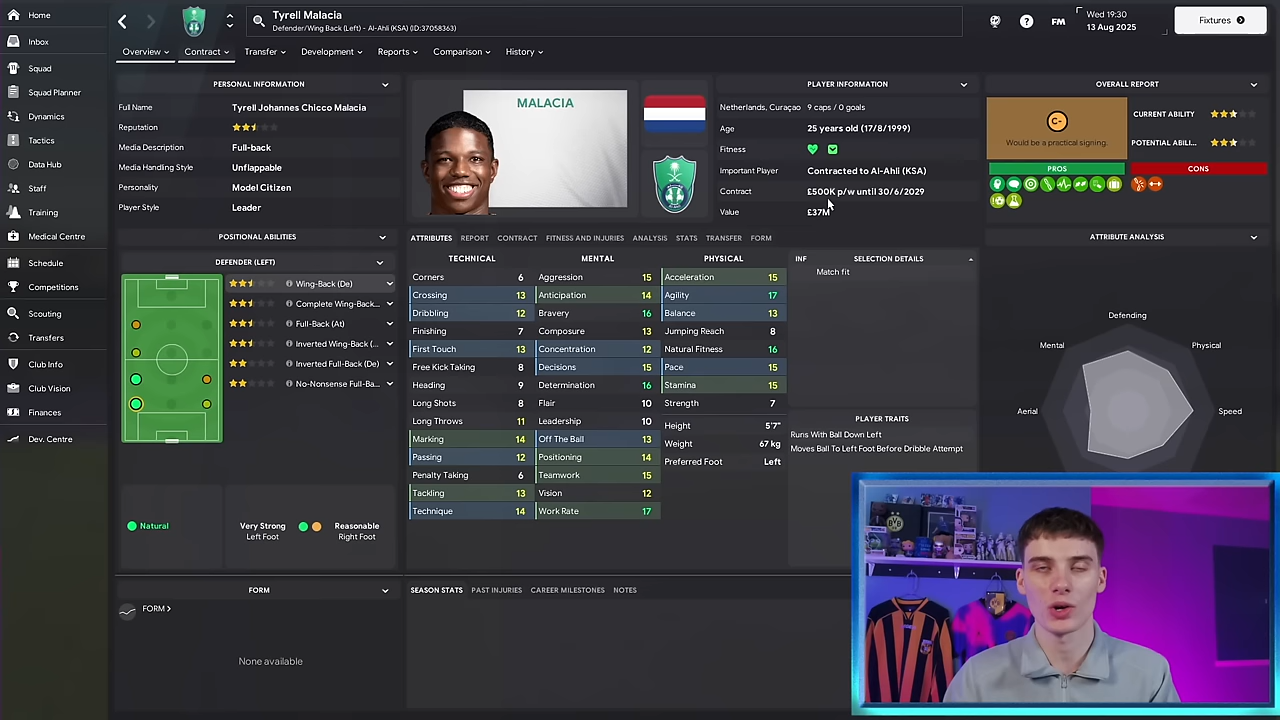 Home
Inbox
Squad
Squad Planner
Dynamics
Tactics
Data Hub
Staff
Training
Medical Centre
Schedule
Competitions
Scouting
Transfers
Club Info
Club Vision
Finances
Dev. Centre
Tyrell Malacia
Defender/Wing Back (Left) - Al-Ahli (KSA) (ID:37058363)
FM
Wed 19:30
13 Aug 2025
Fixtures
Overview
Contract
Transfer
Development
Reports
Comparison
History
PERSONAL INFORMATION
Full Name Tyrell Johannes Chicco Malacia
Reputation
Media Description Full-back
Media Handling Style Unflappable
Personality Model Citizen
Player Style Leader
MALACIA
PLAYER INFORMATION
Netherlands, Curaçao 9 caps / 0 goals
Age 25 years old (17/8/1999)
Fitness
Important Player Contracted to Al-Ahli (KSA)
Contract £500K p/w until 30/6/2029
Value £37M
OVERALL REPORT
C-
Would be a practical signing.
CURRENT ABILITY
POTENTIAL ABILI...
PROS
CONS
POSITIONAL ABILITIES
DEFENDER (LEFT)
Wing-Back (De)
Complete Wing-Back...
Full-Back (At)
Inverted Wing-Back (...
Inverted Full-Back (De)
No-Nonsense Full-Ba...
Natural
Very Strong
Left Foot
Reasonable
Right Foot
ATTRIBUTES REPORT CONTRACT FITNESS AND INJURIES ANALYSIS STATS TRANSFER FORM
TECHNICAL
Corners 6
Crossing 13
Dribbling 12
Finishing 7
First Touch 13
Free Kick Taking 8
Heading 9
Long Shots 8
Long Throws 11
Marking 14
Passing 12
Penalty Taking 6
Tackling 13
Technique 14
MENTAL
Aggression 15
Anticipation 14
Bravery 16
Composure 13
Concentration 12
Decisions 15
Determination 16
Flair 10
Leadership 10
Off The Ball 13
Positioning 14
Teamwork 15
Vision 12
Work Rate 17
PHYSICAL
Acceleration 15
Agility 17
Balance 13
Jumping Reach 8
Natural Fitness 16
Pace 15
Stamina 15
Strength 7
Height 5'7"
Weight 67 kg
Preferred Foot Left
INF SELECTION DETAILS
Match fit
PLAYER TRAITS
Runs With Ball Down Left
Moves Ball To Left Foot Before Dribble Attempt
ATTRIBUTE ANALYSIS
Defending
Physical
Speed
Aerial
Mental
FORM
FORM
None available
SEASON STATS PAST INJURIES CAREER MILESTONES NOTES